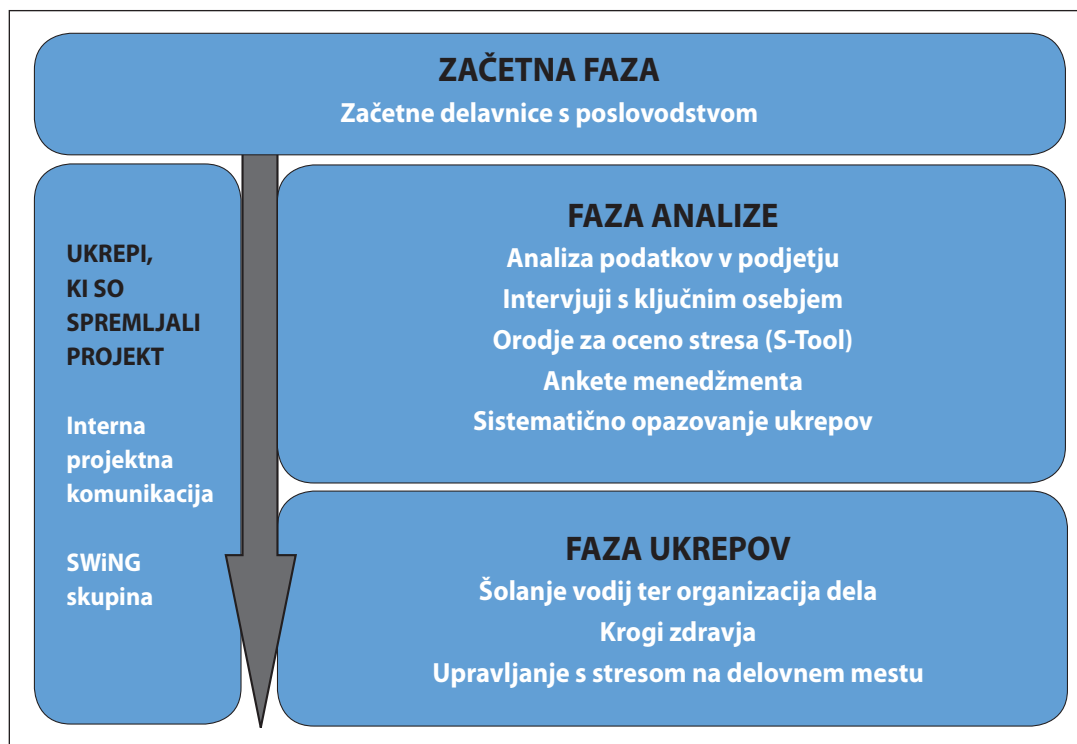 ZAČETNA FAZA
Začetne delavnice s poslovodstvom
UKREPI,
KI SO
SPREMLJALI
PROJEKT
Interna
projektna
komunikacija
SWiNG
skupina
FAZA ANALIZE
Analiza podatkov v podjetju
Intervjuji s ključnim osebjem
Orodje za oceno stresa (S-Tool)
Ankete menedžmenta
Sistematično opazovanje ukrepov
FAZA UKREPOV
Šolanje vodij ter organizacija dela
Krogi zdravja
Upravljanje s stresom na delovnem mestu